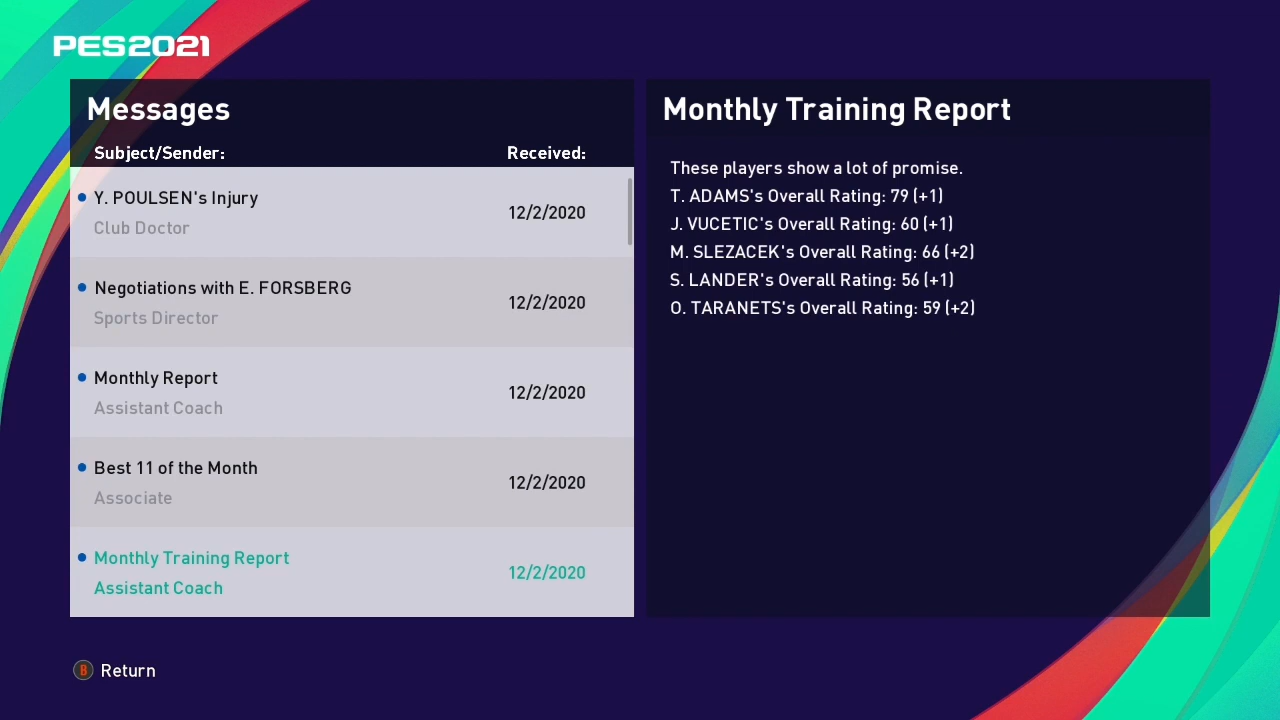 PES2021
Messages
Subject/Sender:
Received:
Y. POULSEN's Injury
Club Doctor
12/2/2020
Negotiations with E. FORSBERG
Sports Director
12/2/2020
Monthly Report
Assistant Coach
12/2/2020
Best 11 of the Month
Associate
12/2/2020
Monthly Training Report
Assistant Coach
12/2/2020
Monthly Training Report
These players show a lot of promise.
T. ADAMS's Overall Rating: 79 (+1)
J. VUCETIC's Overall Rating: 60 (+1)
M. SLEZACEK's Overall Rating: 66 (+2)
S. LANDER's Overall Rating: 56 (+1)
O. TARANETS's Overall Rating: 59 (+2)
B Return